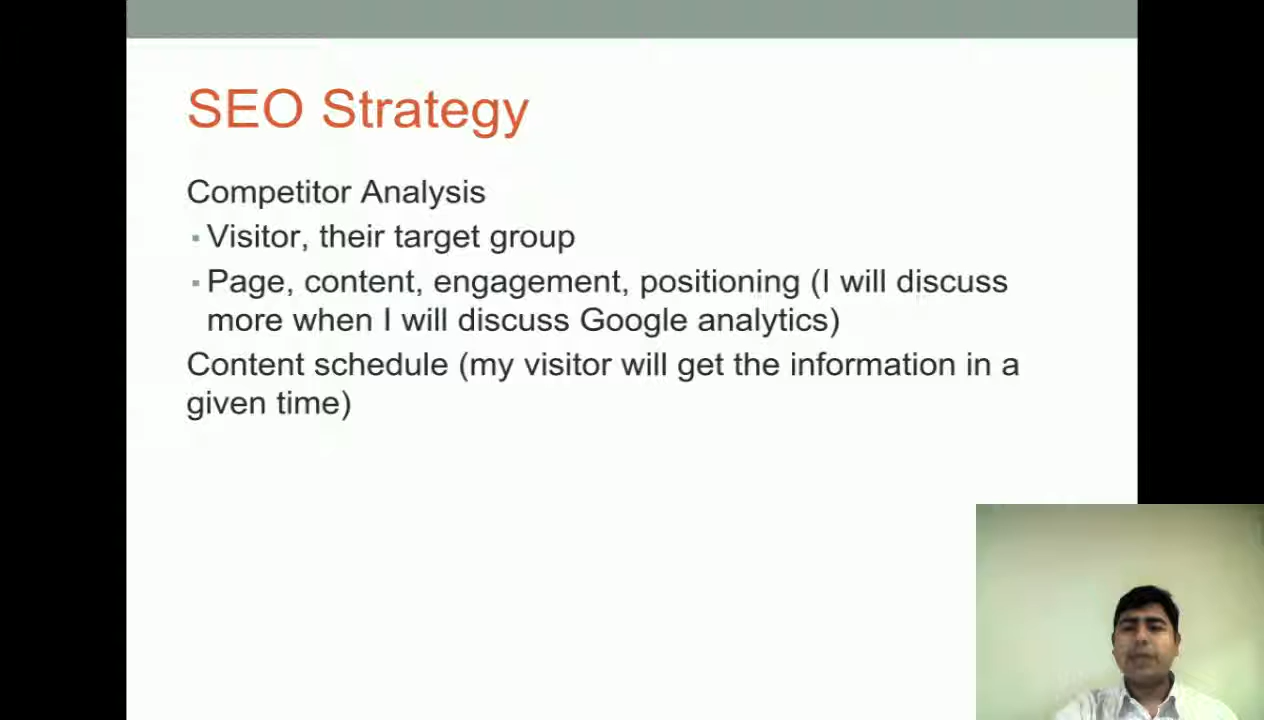 SEO Strategy
Competitor Analysis
▪ Visitor, their target group
▪ Page, content, engagement, positioning (I will discuss
more when I will discuss Google analytics)
Content schedule (my visitor will get the information in a
given time)